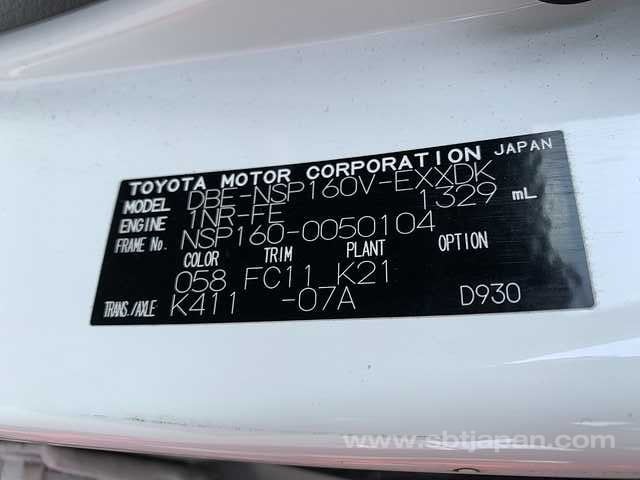 TOYOTA MOTOR CORPORATION JAPAN
MODEL DBE-NSP160V-EXXDK
ENGINE 1NR-FE 1329 mL
FRAME No. NSP160-0050104
COLOR TRIM PLANT OPTION
058 FC11 K21
TRANS./AXLE K411 -07A D930
www.sbtjapan.com